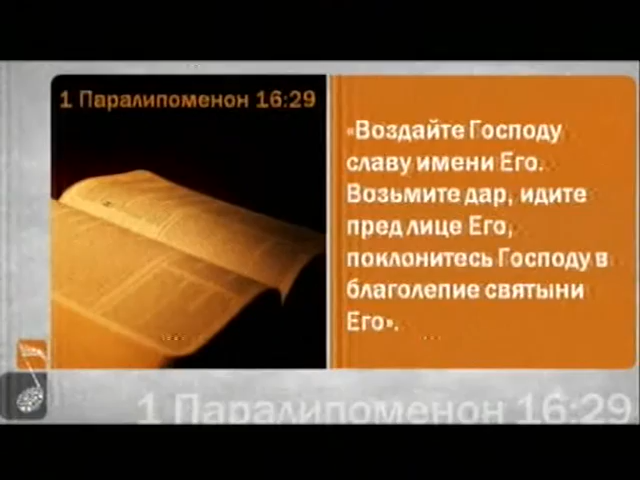 1 Паралипоменон 16:29
«Воздайте Господу
славу имени Его.
Возьмите дар, идите
пред лице Его,
поклонитесь Господу в
благолепие святыни
Его».
1 Паралипоменон 16:29